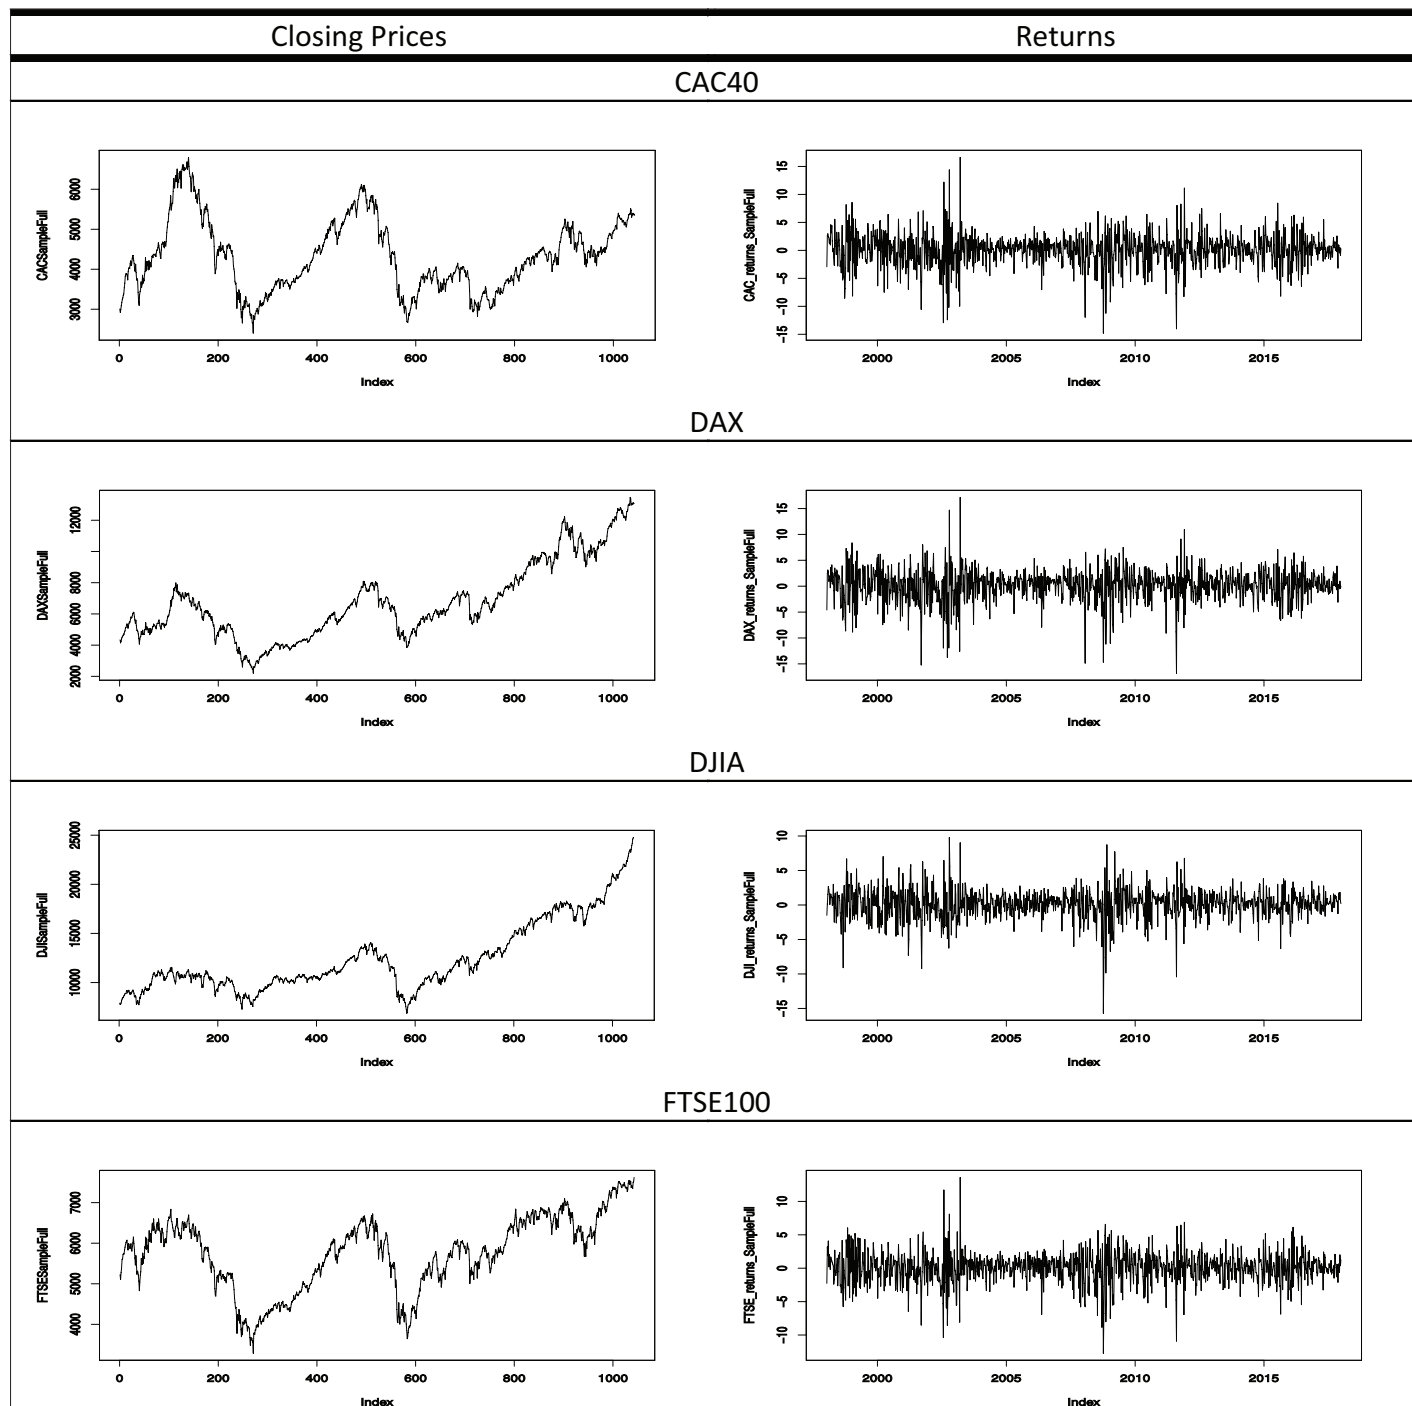 Closing Prices Returns
CAC40
CACSampleFull
3000 4000 5000 6000
0 200 400 600 800 1000
Index
CAC_returns_SampleFull
-15 -10 -5 0 5 10 15
2000 2005 2010 2015
Index
DAX
DAXSampleFull
2000 4000 6000 8000 12000
0 200 400 600 800 1000
Index
DAX_returns_SampleFull
-15 -10 -5 0 5 10 15
2000 2005 2010 2015
Index
DJIA
DJISampleFull
10000 15000 20000 25000
0 200 400 600 800 1000
Index
DJI_returns_SampleFull
-15 -10 -5 0 5 10
2000 2005 2010 2015
Index
FTSE100
FTSESampleFull
4000 5000 6000 7000
0 200 400 600 800 1000
Index
FTSE_returns_SampleFull
-10 -5 0 5 10
2000 2005 2010 2015
Index